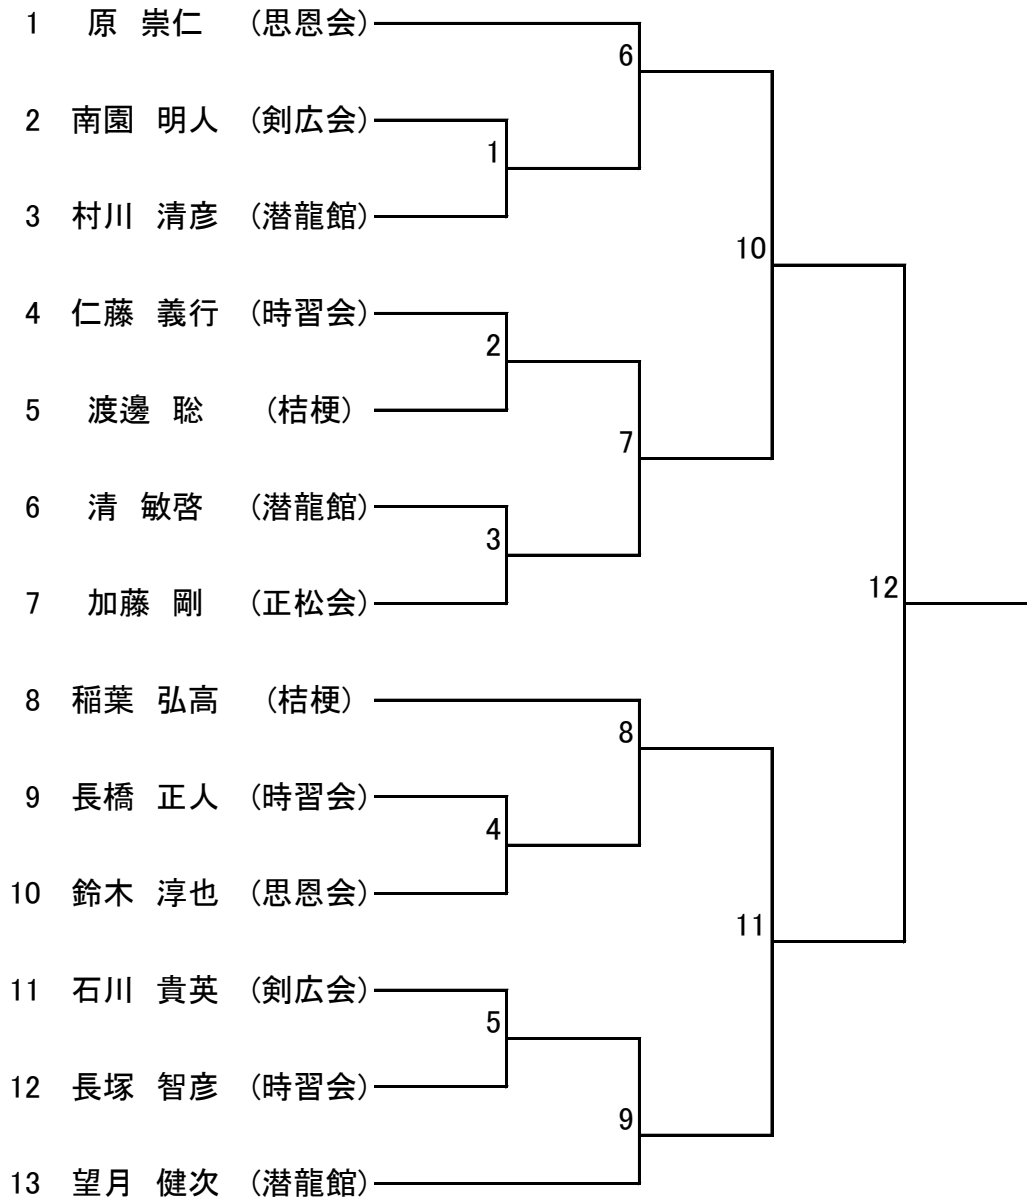 1 原 崇仁 (思恩会)
6
2 南園 明人 (剣広会)
1
3 村川 清彦 (潜龍館)
10
4 仁藤 義行 (時習会)
2
5 渡邊 聡 (桔梗)
7
6 清 敏啓 (潜龍館)
3
12
7 加藤 剛 (正松会)
8 稲葉 弘高 (桔梗)
8
9 長橋 正人 (時習会)
4
10 鈴木 淳也 (思恩会)
11
11 石川 貴英 (剣広会)
5
12 長塚 智彦 (時習会)
9
13 望月 健次 (潜龍館)